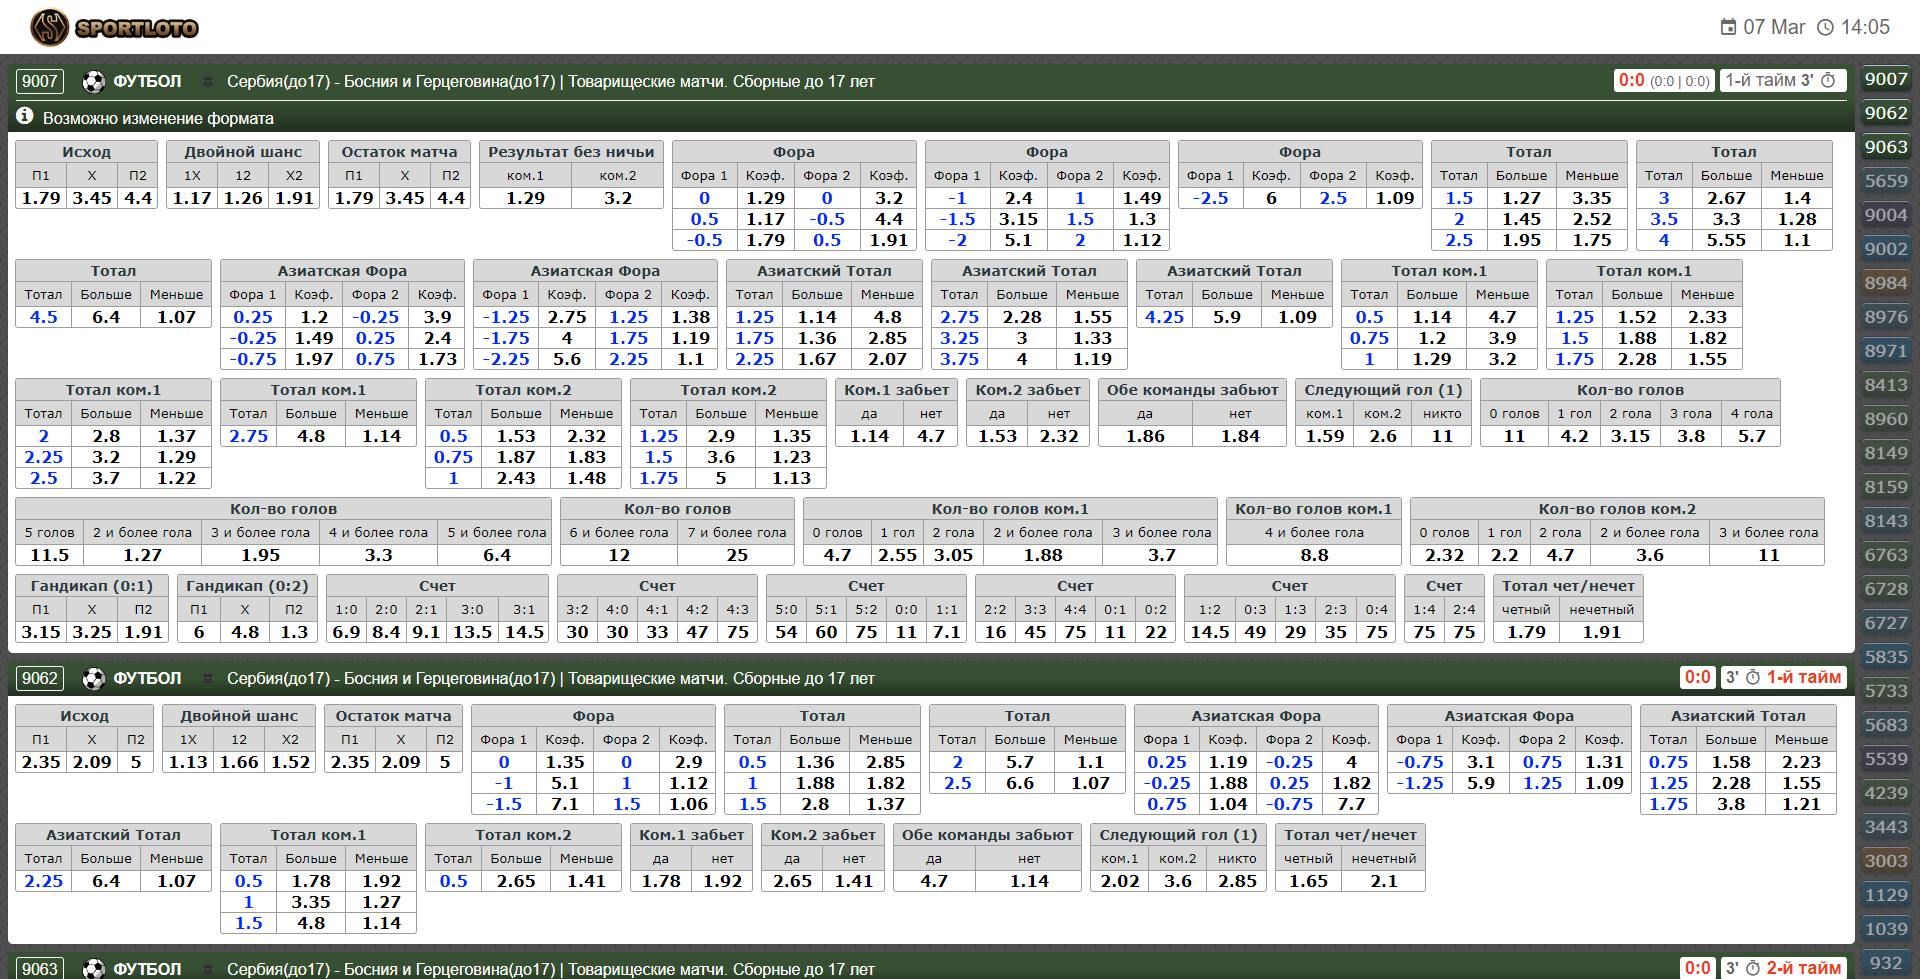 SPORTLOTO 07 Mar 14:05
9007 ФУТБОЛ Сербия(до17) - Босния и Герцеговина(до17) | Товарищеские матчи. Сборные до 17 лет 0:0 (0:0 | 0:0) 1-й тайм 3'
Возможно изменение формата
Исход Двойной шанс Остаток матча Результат без ничьи Фора Фора Фора Тотал Тотал
П1 X П2 1X 12 X2 П1 X П2 ком.1 ком.2 Фора 1 Коэф. Фора 2 Коэф. Фора 1 Коэф. Фора 2 Коэф. Фора 1 Коэф. Фора 2 Коэф. Тотал Больше Меньше Тотал Больше Меньше
1.79 3.45 4.4 1.17 1.26 1.91 1.79 3.45 4.4 1.29 3.2 0 1.29 0 3.2 -1 2.4 1 1.49 -2.5 6 2.5 1.09 1.5 1.27 3.35 3 2.67 1.4
0.5 1.17 -0.5 4.4 -1.5 3.15 1.5 1.3 2 1.45 2.52 3.5 3.3 1.28
-0.5 1.79 0.5 1.91 -2 5.1 2 1.12 2.5 1.95 1.75 4 5.55 1.1
Тотал Азиатская Фора Азиатская Фора Азиатский Тотал Азиатский Тотал Азиатский Тотал Тотал ком.1 Тотал ком.1
Тотал Больше Меньше Фора 1 Коэф. Фора 2 Коэф. Фора 1 Коэф. Фора 2 Коэф. Тотал Больше Меньше Тотал Больше Меньше Тотал Больше Меньше Тотал Больше Меньше Тотал Больше Меньше
4.5 6.4 1.07 0.25 1.2 -0.25 3.9 -1.25 2.75 1.25 1.38 1.25 1.14 4.8 2.75 2.28 1.55 4.25 5.9 1.09 0.5 1.14 4.7 1.25 1.52 2.33
-0.25 1.49 0.25 2.4 -1.75 4 1.75 1.19 1.75 1.36 2.85 3.25 3 1.33 0.75 1.2 3.9 1.5 1.88 1.82
-0.75 1.97 0.75 1.73 -2.25 5.6 2.25 1.1 2.25 1.67 2.07 3.75 4 1.19 1 1.29 3.2 1.75 2.28 1.55
Тотал ком.1 Тотал ком.1 Тотал ком.2 Тотал ком.2 Ком.1 забьет Ком.2 забьет Обе команды забьют Следующий гол (1) Кол-во голов
Тотал Больше Меньше Тотал Больше Меньше Тотал Больше Меньше Тотал Больше Меньше да нет да нет да нет ком.1 ком.2 никто 0 голов 1 гол 2 гола 3 гола 4 гола
2 2.8 1.37 2.75 4.8 1.14 0.5 1.53 2.32 1.25 2.9 1.35 1.14 4.7 1.53 2.32 1.86 1.84 1.59 2.6 11 11 4.2 3.15 3.8 5.7
2.25 3.2 1.29 0.75 1.87 1.83 1.5 3.6 1.23
2.5 3.7 1.22 1 2.43 1.48 1.75 5 1.13
Кол-во голов Кол-во голов Кол-во голов ком.1 Кол-во голов ком.1 Кол-во голов ком.2
5 голов 2 и более гола 3 и более гола 4 и более гола 5 и более гола 6 и более гола 7 и более гола 0 голов 1 гол 2 гола 2 и более гола 3 и более гола 4 и более гола 0 голов 1 гол 2 гола 2 и более гола 3 и более гола
11.5 1.27 1.95 3.3 6.4 12 25 4.7 2.55 3.05 1.88 3.7 8.8 2.32 2.2 4.7 3.6 11
Гандикап (0:1) Гандикап (0:2) Счет Счет Счет Счет Счет Счет Тотал чет/нечет
П1 X П2 П1 X П2 1:0 2:0 2:1 3:0 3:1 3:2 4:0 4:1 4:2 4:3 5:0 5:1 5:2 0:0 1:1 2:2 3:3 4:4 0:1 0:2 1:2 0:3 1:3 2:3 0:4 1:4 2:4 четный нечетный
3.15 3.25 1.91 6 4.8 1.3 6.9 8.4 9.1 13.5 14.5 30 30 33 47 75 54 60 75 11 7.1 16 45 75 11 22 14.5 49 29 35 75 75 75 1.79 1.91
9062 ФУТБОЛ Сербия(до17) - Босния и Герцеговина(до17) | Товарищеские матчи. Сборные до 17 лет 0:0 3' 1-й тайм
Исход Двойной шанс Остаток матча Фора Тотал Тотал Азиатская Фора Азиатская Фора Азиатский Тотал
П1 X П2 1X 12 X2 П1 X П2 Фора 1 Коэф. Фора 2 Коэф. Тотал Больше Меньше Тотал Больше Меньше Фора 1 Коэф. Фора 2 Коэф. Фора 1 Коэф. Фора 2 Коэф. Тотал Больше Меньше
2.35 2.09 5 1.13 1.66 1.52 2.35 2.09 5 0 1.35 0 2.9 0.5 1.36 2.85 2 5.7 1.1 0.25 1.19 -0.25 4 -0.75 3.1 0.75 1.31 0.75 1.58 2.23
-1 5.1 1 1.12 1 1.88 1.82 2.5 6.6 1.07 -0.25 1.88 0.25 1.82 -1.25 5.9 1.25 1.09 1.25 2.28 1.55
-1.5 7.1 1.5 1.06 1.5 2.8 1.37 0.75 1.04 -0.75 7.7 1.75 3.8 1.21
Азиатский Тотал Тотал ком.1 Тотал ком.2 Ком.1 забьет Ком.2 забьет Обе команды забьют Следующий гол (1) Тотал чет/нечет
Тотал Больше Меньше Тотал Больше Меньше Тотал Больше Меньше да нет да нет да нет ком.1 ком.2 никто четный нечетный
2.25 6.4 1.07 0.5 1.78 1.92 0.5 2.65 1.41 1.78 1.92 2.65 1.41 4.7 1.14 2.02 3.6 2.85 1.65 2.1
1 3.35 1.27
1.5 4.8 1.14
9063 ФУТБОЛ Сербия(до17) - Босния и Герцеговина(до17) | Товарищеские матчи. Сборные до 17 лет 0:0 3' 2-й тайм
9007
9062
9063
5659
9004
9002
8984
8976
8971
8413
8960
8149
8159
8143
6763
6728
6727
5835
5733
5683
5539
4239
3443
3003
1129
1039
932